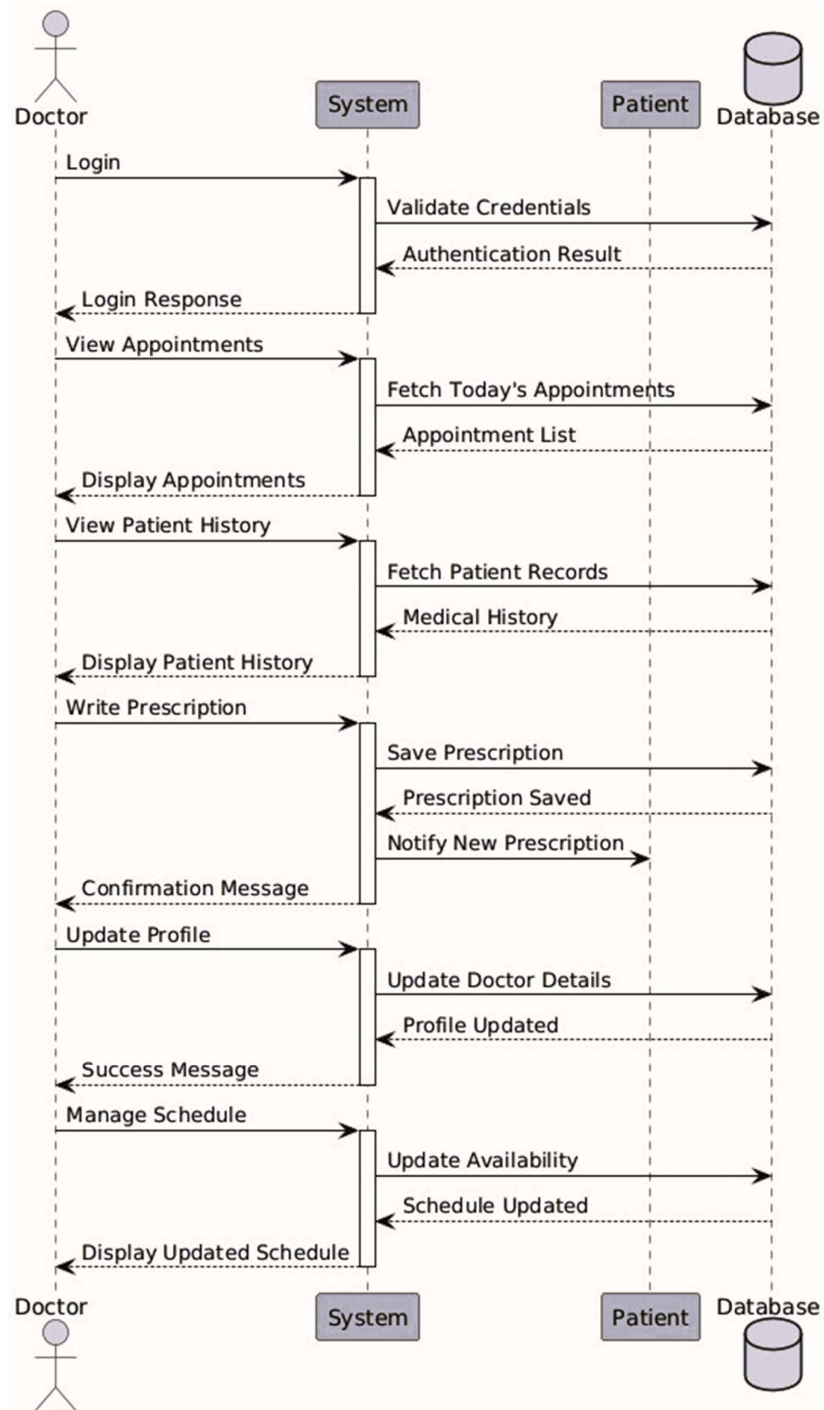 Doctor
System
Patient
Database
Login
Validate Credentials
Authentication Result
Login Response
View Appointments
Fetch Today's Appointments
Appointment List
Display Appointments
View Patient History
Fetch Patient Records
Medical History
Display Patient History
Write Prescription
Save Prescription
Prescription Saved
Notify New Prescription
Confirmation Message
Update Profile
Update Doctor Details
Profile Updated
Success Message
Manage Schedule
Update Availability
Schedule Updated
Display Updated Schedule
Doctor
System
Patient
Database